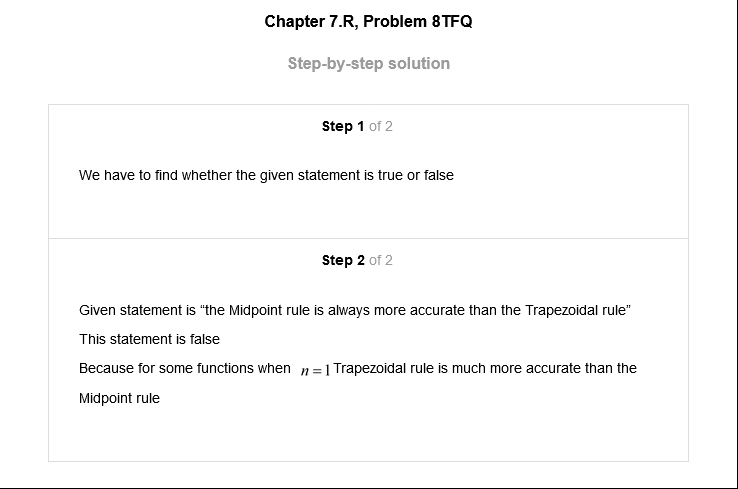 Chapter 7.R, Problem 8TFQ
Step-by-step solution
Step 1 of 2
We have to find whether the given statement is true or false
Step 2 of 2
Given statement is “the Midpoint rule is always more accurate than the Trapezoidal rule”
This statement is false
Because for some functions when n = 1 Trapezoidal rule is much more accurate than the
Midpoint rule